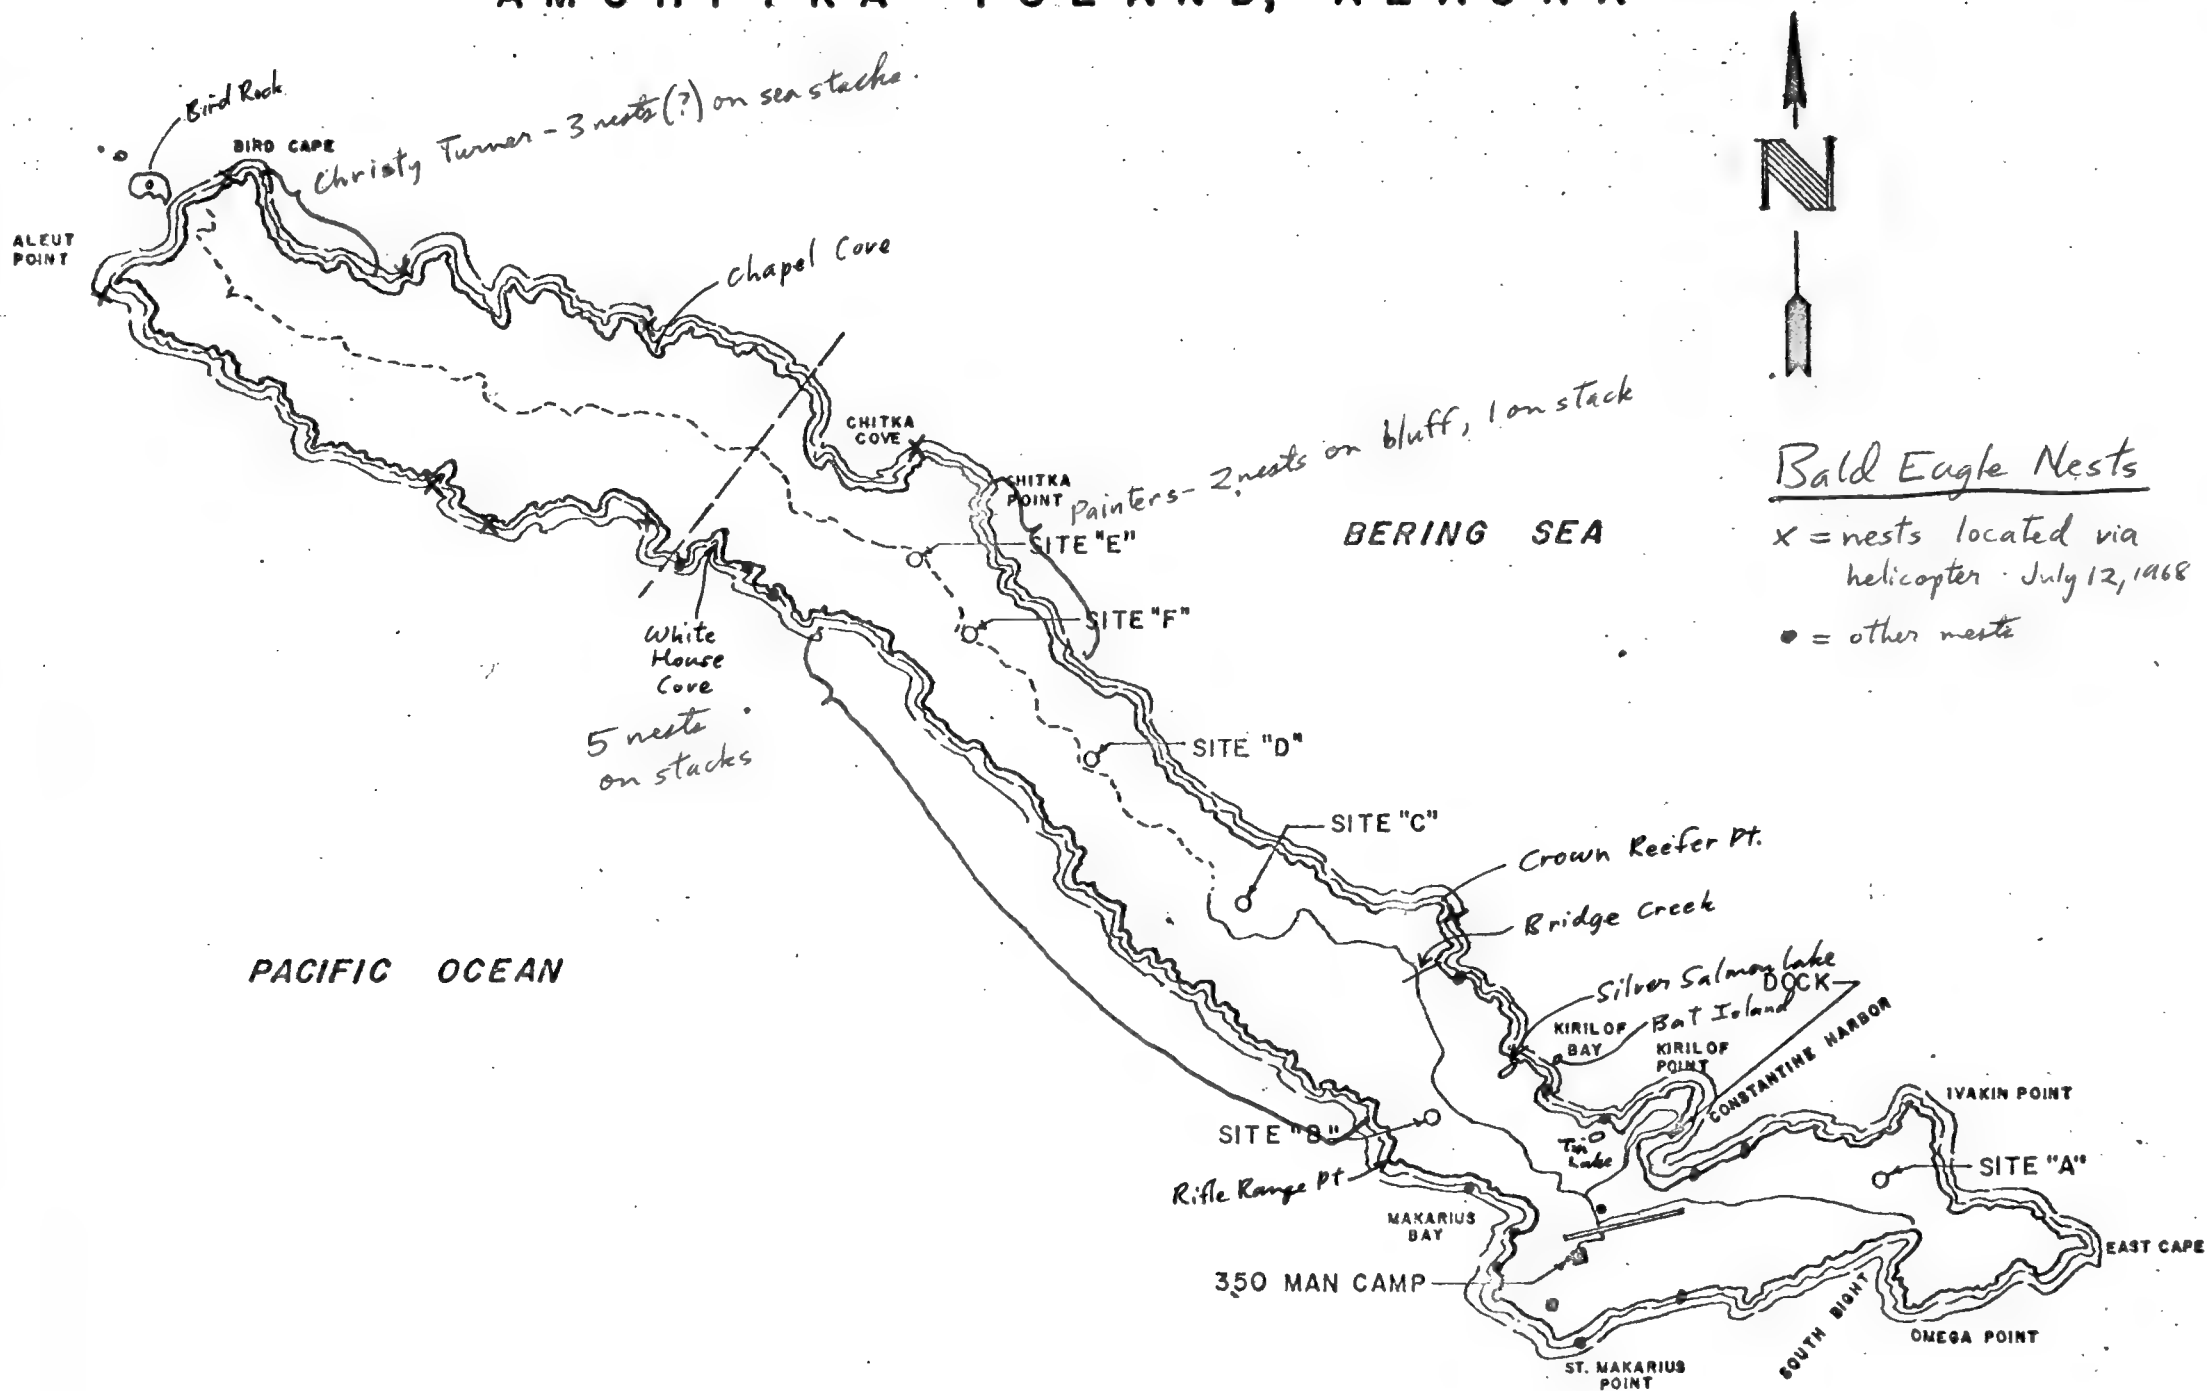 AMCHITKA ISLAND, ALASKA
Bird Rock
BIRD CAPE
Christy Turner - 3 nests (?) on sea stacks.
N
ALEUT
POINT
Chapel Cove
CHITKA
COVE
CHITKA
POINT
Painters - 2 nests on bluff, 1 on stack
Bald Eagle Nests
x = nests located via
helicopter . July 12, 1968
• = other nests
BERING SEA
SITE "E"
SITE "F"
White
House
Cove
5 nests
on stacks
SITE "D"
SITE "C"
Crown Reefer Pt.
Bridge Creek
PACIFIC OCEAN
Silver Salmon Lake
DOCK
Bat Island
KIRILOF
BAY
KIRILOF
POINT
CONSTANTINE HARBOR
IVAKIN POINT
SITE "B"
Tin
Lake
SITE "A"
Rifle Range Pt
MAKARIUS
BAY
EAST CAPE
350 MAN CAMP
SOUTH BIGHT
OMEGA POINT
ST. MAKARIUS
POINT